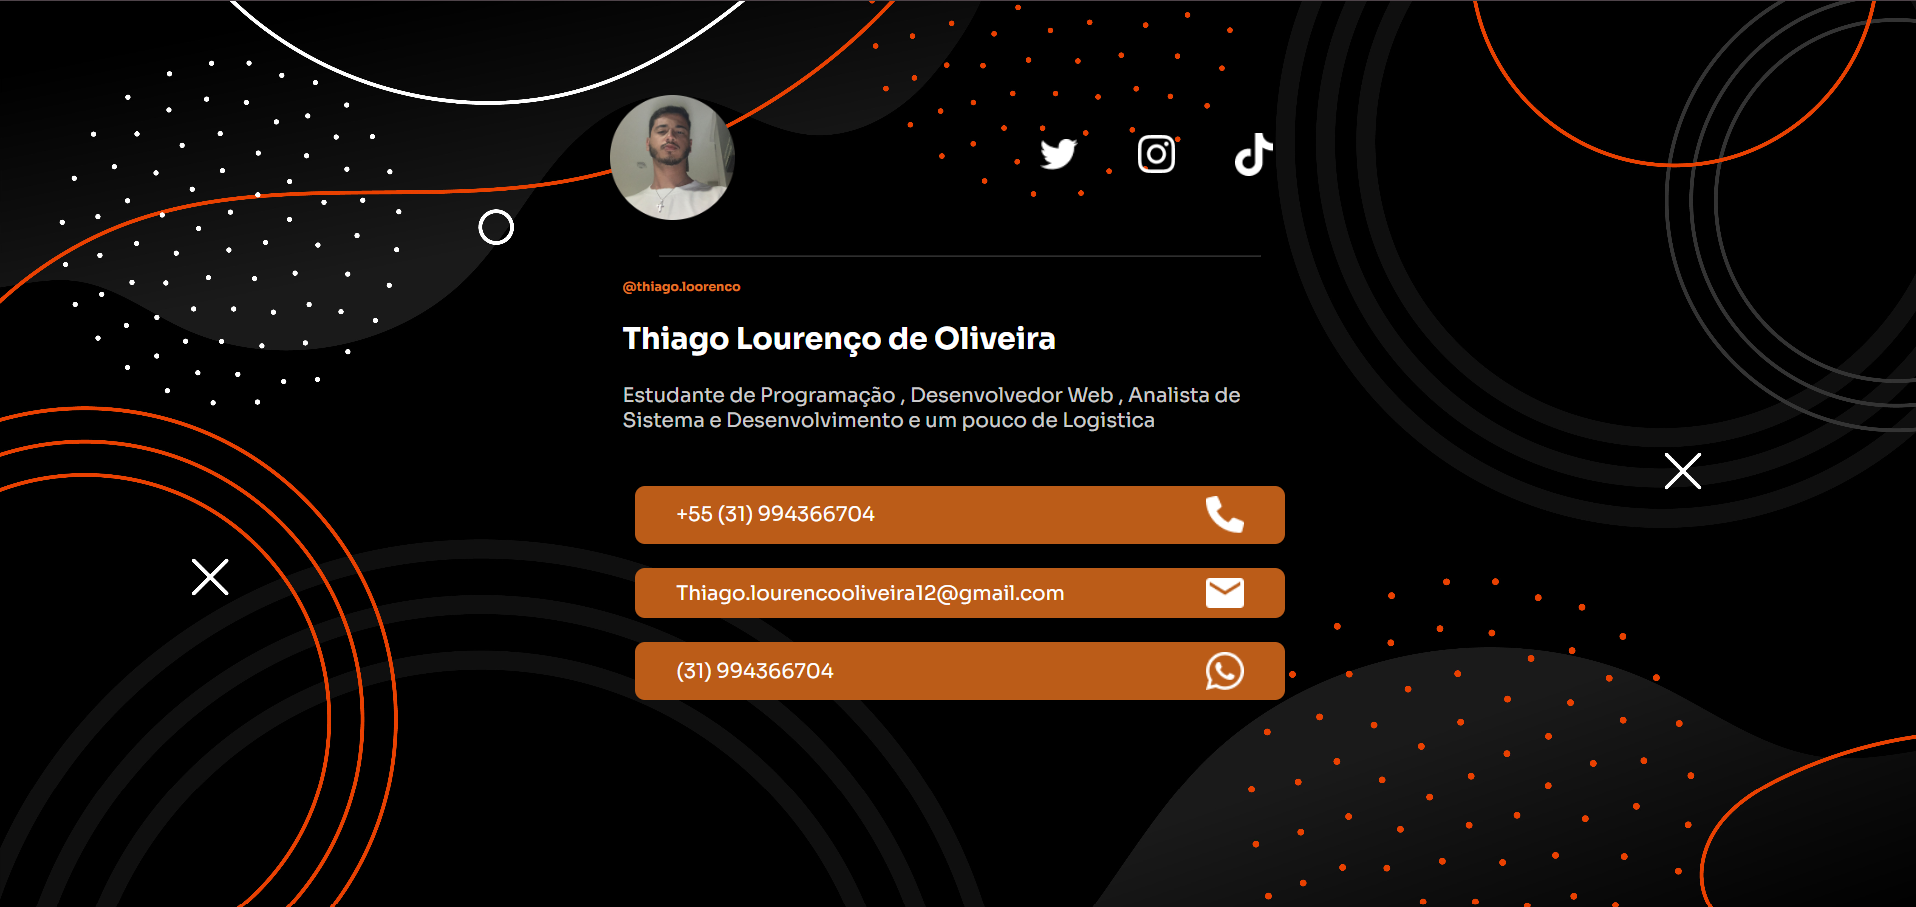 @thiago.loorenco
Thiago Lourenço de Oliveira
Estudante de Programação , Desenvolvedor Web , Analista de
Sistema e Desenvolvimento e um pouco de Logistica
+55 (31) 994366704
Thiago.lourencooliveira12@gmail.com
(31) 994366704